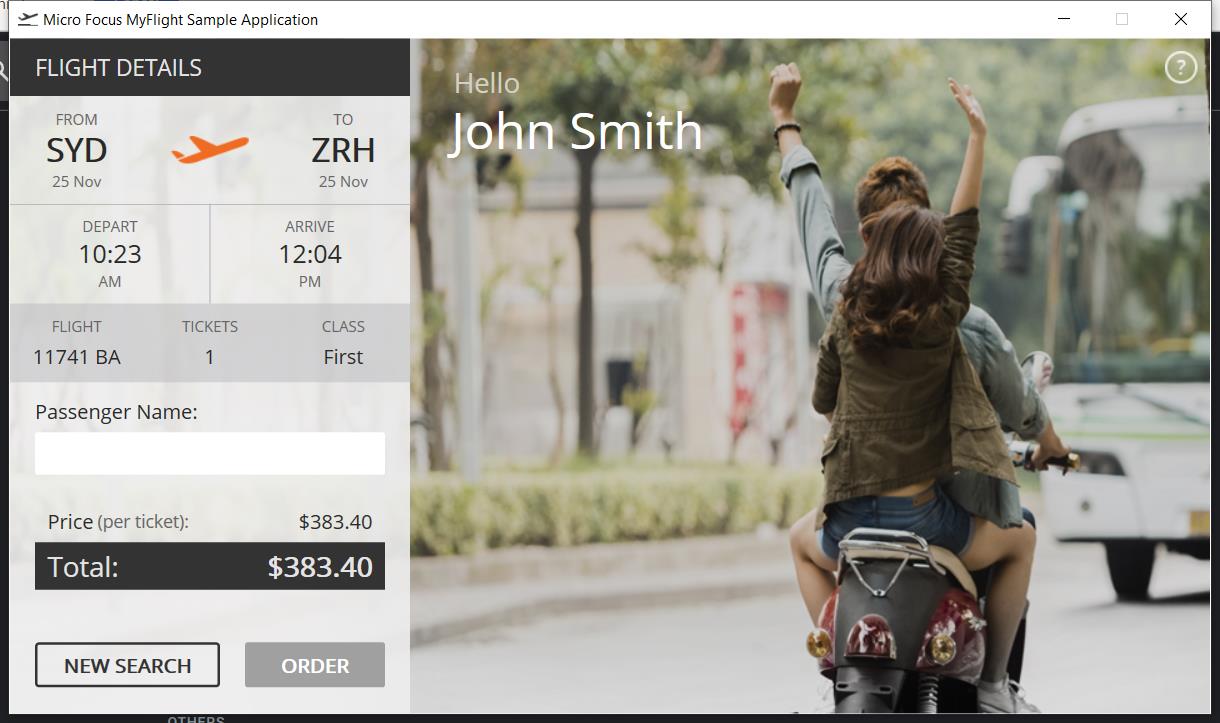 Micro Focus MyFlight Sample Application
FLIGHT DETAILS
FROM TO
SYD ZRH
25 Nov 25 Nov
DEPART ARRIVE
10:23 12:04
AM PM
FLIGHT TICKETS CLASS
11741 BA 1 First
Passenger Name:
Price (per ticket): $383.40
Total: $383.40
NEW SEARCH ORDER
Hello
John Smith
?
OTHERS